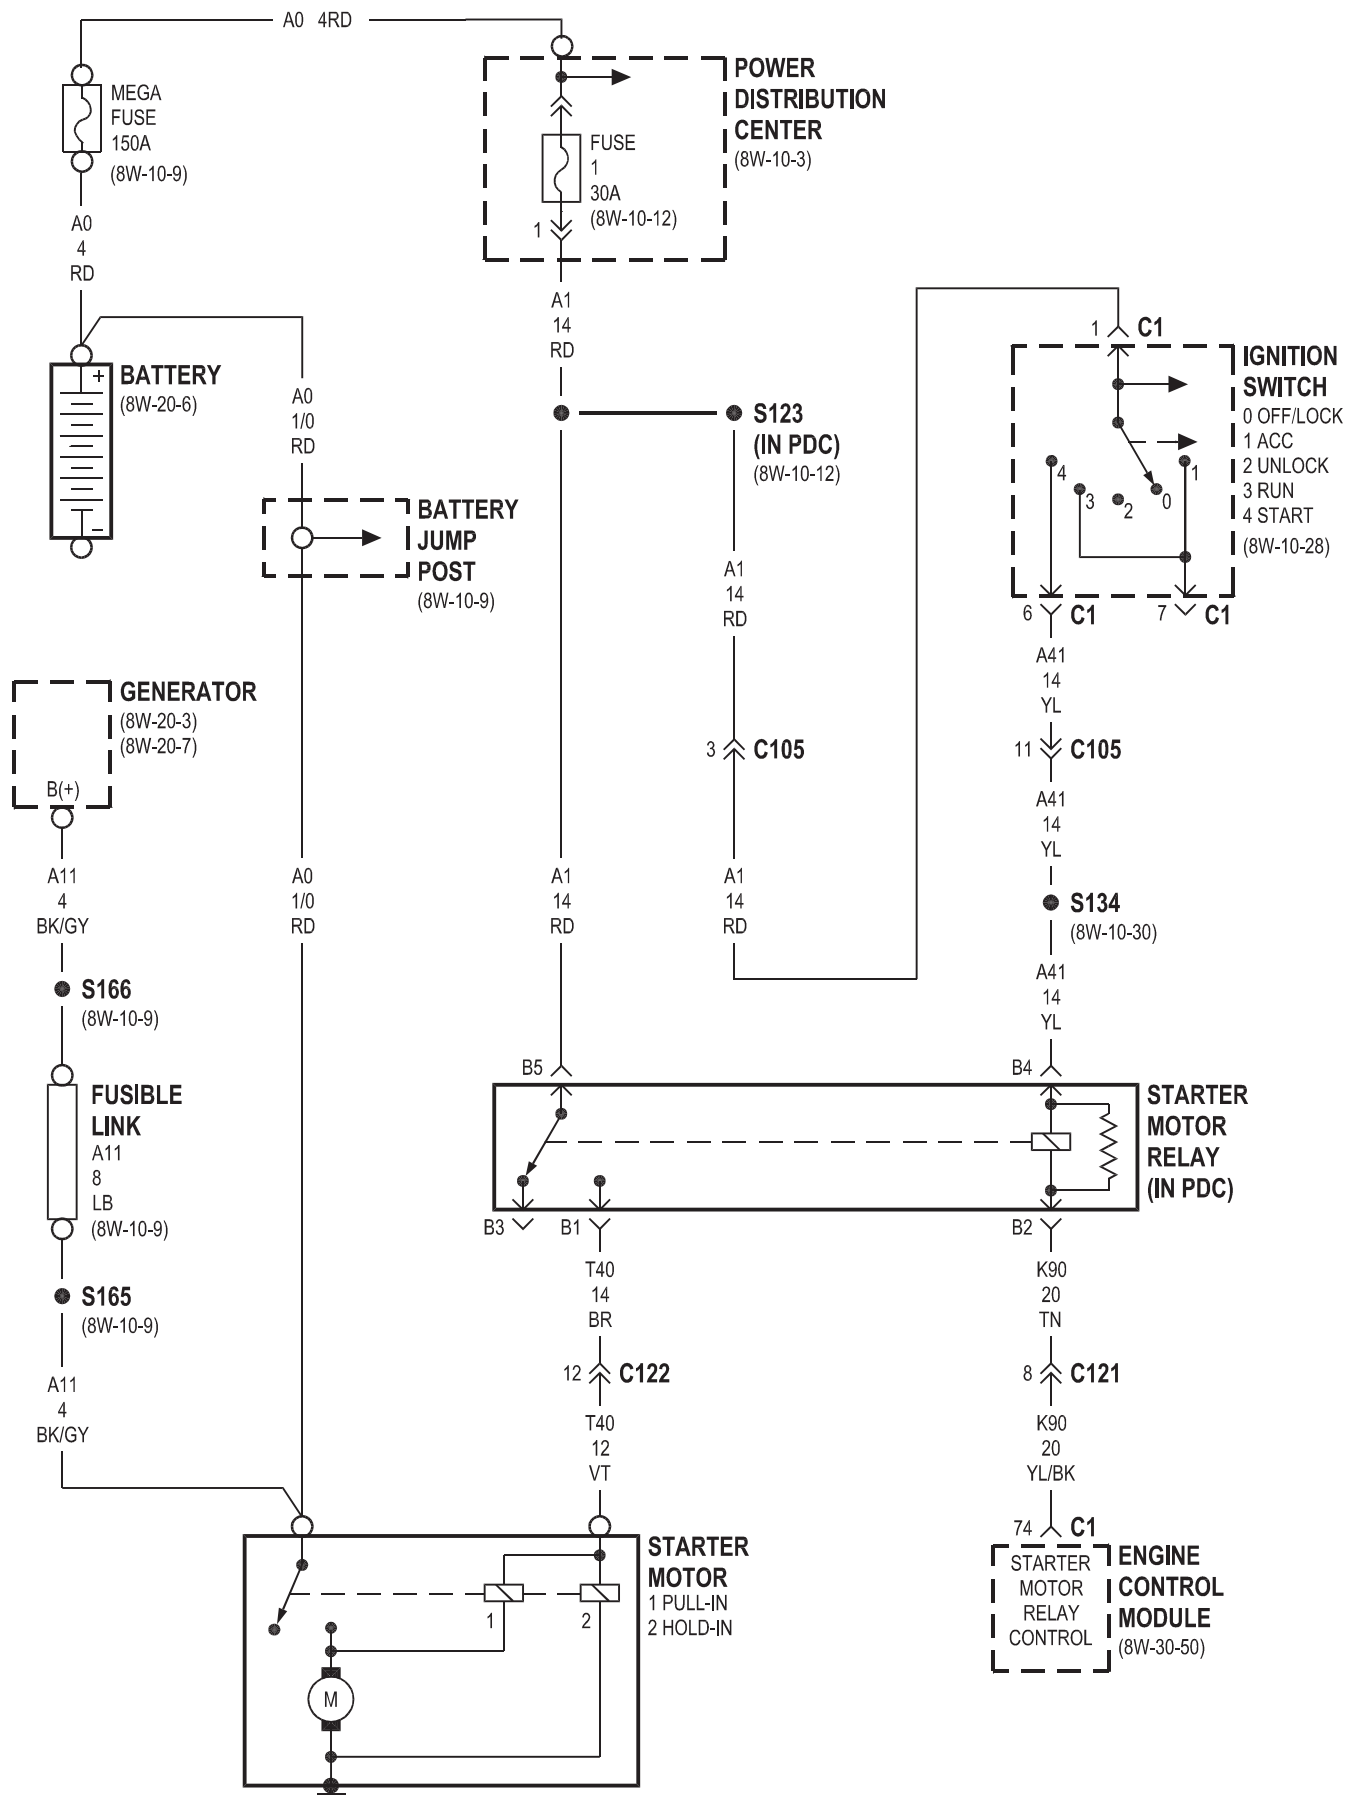 A0 4RD
MEGA
FUSE
150A
(8W-10-9)
A0
4
RD
POWER
DISTRIBUTION
CENTER
(8W-10-3)
FUSE
1
30A
(8W-10-12)
1
A1
14
RD
S123
(IN PDC)
(8W-10-12)
+
-
BATTERY
(8W-20-6)
A0
1/0
RD
BATTERY
JUMP
POST
(8W-10-9)
1 C1
IGNITION
SWITCH
0 OFF/LOCK
1 ACC
2 UNLOCK
3 RUN
4 START
(8W-10-28)
4
3
2
0
1
6 C1
7 C1
A1
14
RD
A41
14
YL
GENERATOR
(8W-20-3)
(8W-20-7)
B(+)
3 C105
11 C105
A41
14
YL
A11
4
BK/GY
A0
1/0
RD
A1
14
RD
A1
14
RD
S134
(8W-10-30)
A41
14
YL
S166
(8W-10-9)
FUSIBLE
LINK
A11
8
LB
(8W-10-9)
S165
(8W-10-9)
A11
4
BK/GY
B5
B4
STARTER
MOTOR
RELAY
(IN PDC)
B3
B1
B2
T40
14
BR
K90
20
TN
12 C122
8 C121
T40
12
VT
K90
20
YL/BK
74 C1
STARTER
MOTOR
1 PULL-IN
2 HOLD-IN
1
2
M
STARTER
MOTOR
RELAY
CONTROL
ENGINE
CONTROL
MODULE
(8W-30-50)